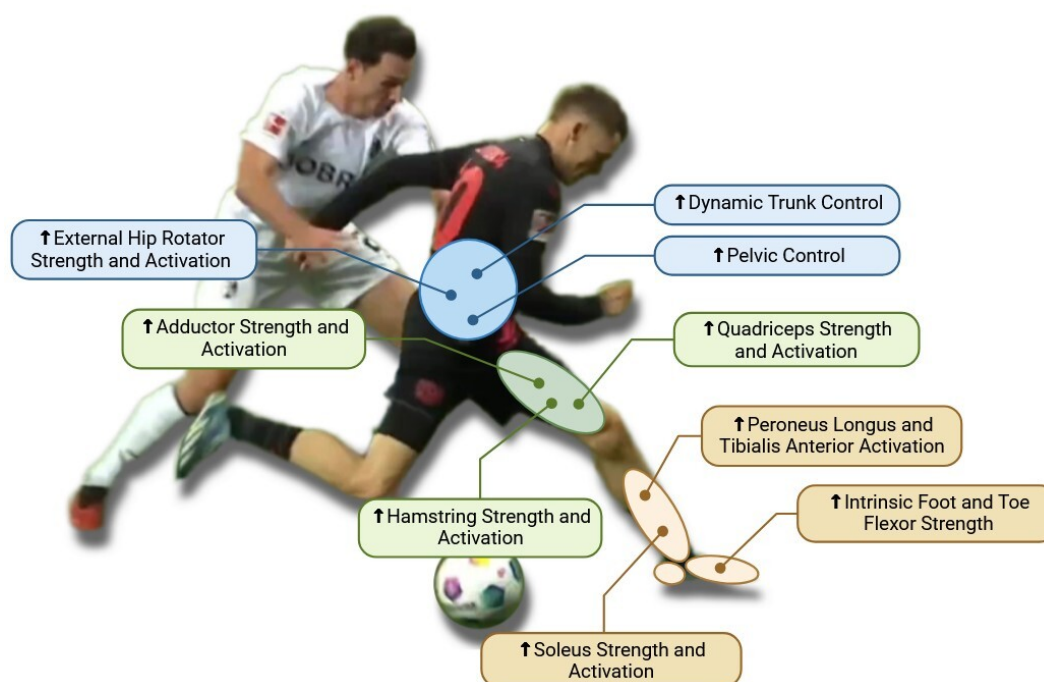 ↑Dynamic Trunk Control
↑External Hip Rotator
Strength and Activation
↑Pelvic Control
↑Adductor Strength and
Activation
↑Quadriceps Strength
and Activation
↑Peroneus Longus and
Tibialis Anterior Activation
↑Hamstring Strength and
Activation
↑Intrinsic Foot and Toe
Flexor Strength
↑Soleus Strength and
Activation